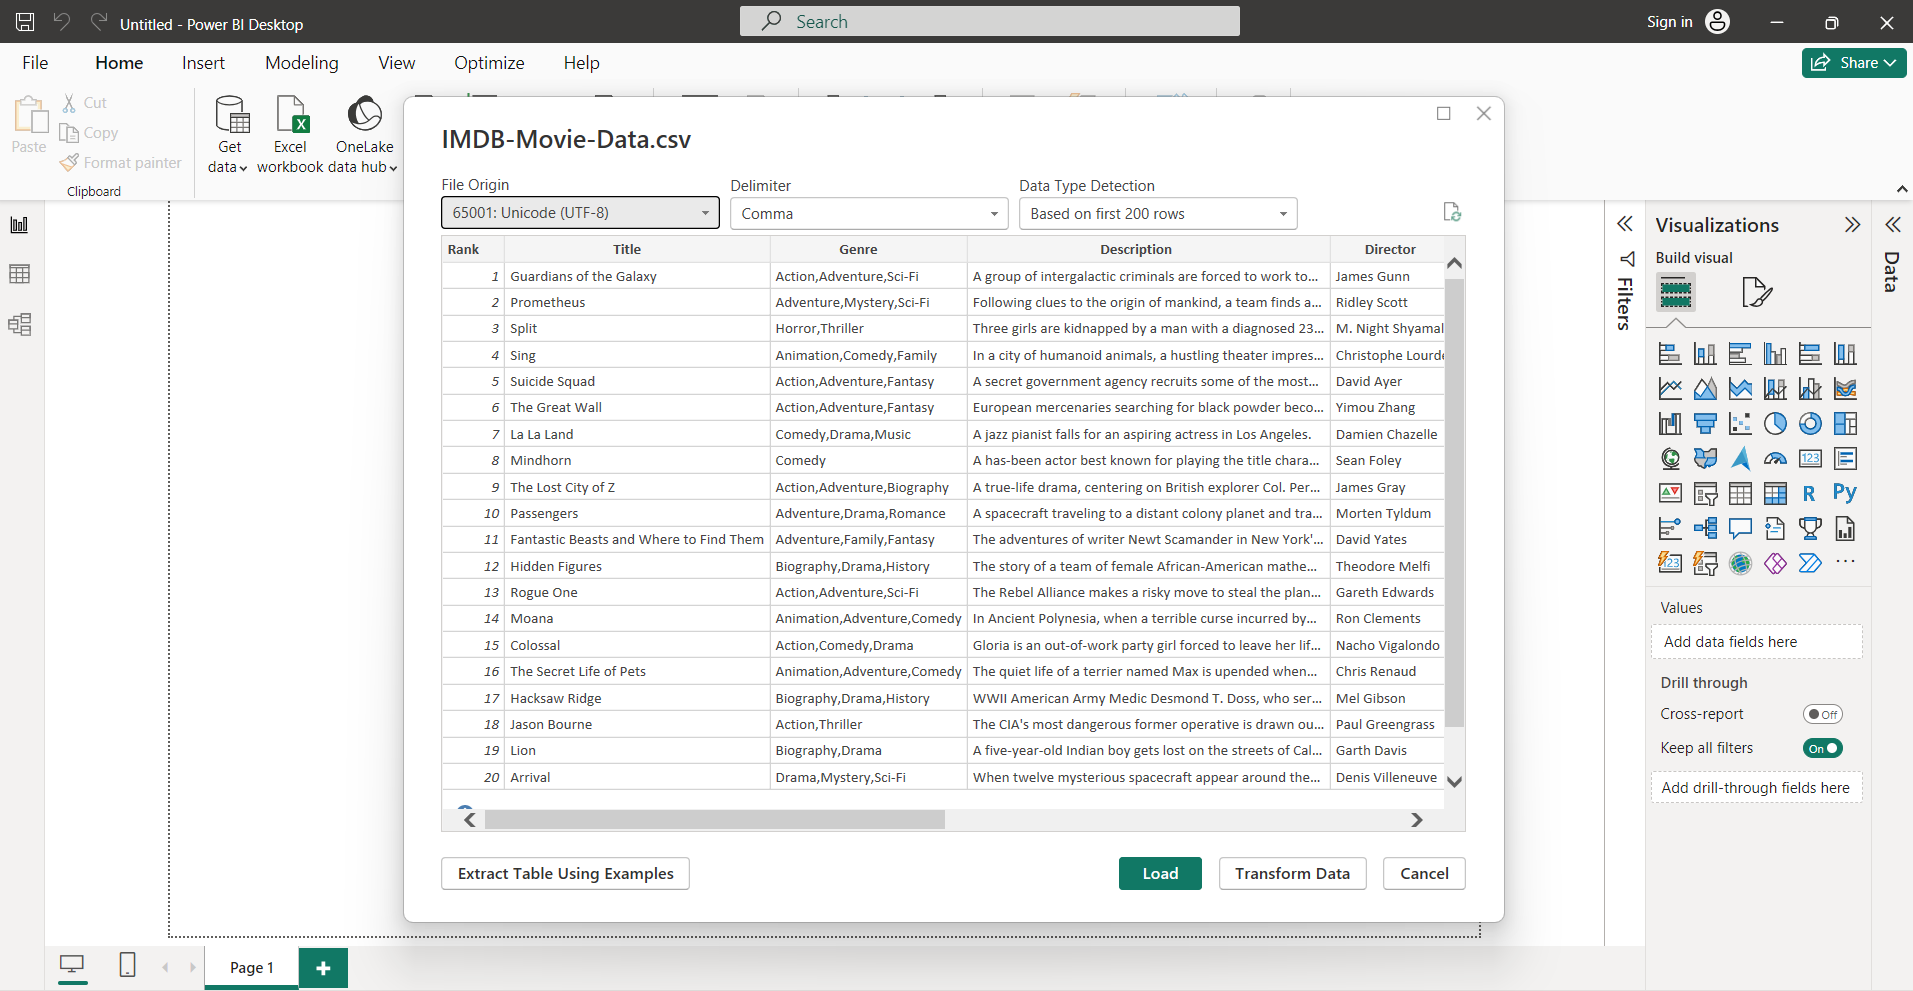 Untitled - Power BI Desktop
Search
Sign in
File Home Insert Modeling View Optimize Help
Share
Paste
Cut
Copy
Format painter
Clipboard
Get data
Excel workbook
OneLake data hub
IMDB-Movie-Data.csv
File Origin Delimiter Data Type Detection
65001: Unicode (UTF-8) Comma Based on first 200 rows
Rank Title Genre Description Director
1 Guardians of the Galaxy Action,Adventure,Sci-Fi A group of intergalactic criminals are forced to work to... James Gunn
2 Prometheus Adventure,Mystery,Sci-Fi Following clues to the origin of mankind, a team finds a... Ridley Scott
3 Split Horror,Thriller Three girls are kidnapped by a man with a diagnosed 23... M. Night Shyamal
4 Sing Animation,Comedy,Family In a city of humanoid animals, a hustling theater impres... Christophe Lourde
5 Suicide Squad Action,Adventure,Fantasy A secret government agency recruits some of the most... David Ayer
6 The Great Wall Action,Adventure,Fantasy European mercenaries searching for black powder beco... Yimou Zhang
7 La La Land Comedy,Drama,Music A jazz pianist falls for an aspiring actress in Los Angeles. Damien Chazelle
8 Mindhorn Comedy A has-been actor best known for playing the title chara... Sean Foley
9 The Lost City of Z Action,Adventure,Biography A true-life drama, centering on British explorer Col. Per... James Gray
10 Passengers Adventure,Drama,Romance A spacecraft traveling to a distant colony planet and tra... Morten Tyldum
11 Fantastic Beasts and Where to Find Them Adventure,Family,Fantasy The adventures of writer Newt Scamander in New York'... David Yates
12 Hidden Figures Biography,Drama,History The story of a team of female African-American mathe... Theodore Melfi
13 Rogue One Action,Adventure,Sci-Fi The Rebel Alliance makes a risky move to steal the plan... Gareth Edwards
14 Moana Animation,Adventure,Comedy In Ancient Polynesia, when a terrible curse incurred by... Ron Clements
15 Colossal Action,Comedy,Drama Gloria is an out-of-work party girl forced to leave her lif... Nacho Vigalondo
16 The Secret Life of Pets Animation,Adventure,Comedy The quiet life of a terrier named Max is upended when... Chris Renaud
17 Hacksaw Ridge Biography,Drama,History WWII American Army Medic Desmond T. Doss, who ser... Mel Gibson
18 Jason Bourne Action,Thriller The CIA's most dangerous former operative is drawn ou... Paul Greengrass
19 Lion Biography,Drama A five-year-old Indian boy gets lost on the streets of Cal... Garth Davis
20 Arrival Drama,Mystery,Sci-Fi When twelve mysterious spacecraft appear around the... Denis Villeneuve
Extract Table Using Examples Load Transform Data Cancel
Filters
Visualizations
Build visual
123
R Py
123
...
Values
Add data fields here
Drill through
Cross-report Off
Keep all filters On
Add drill-through fields here
Data
Page 1